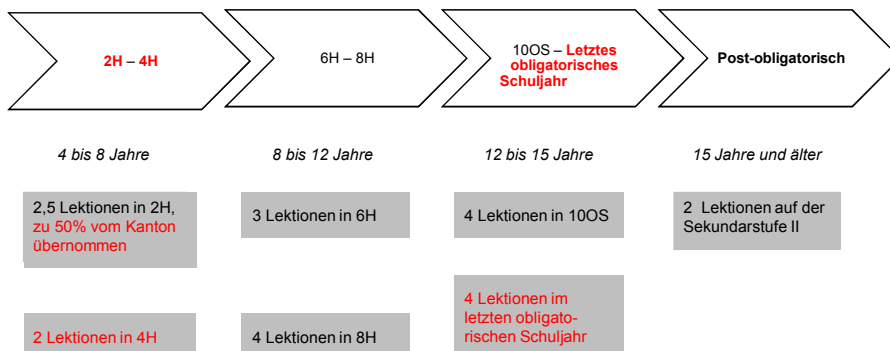 2H – 4H
6H – 8H
10OS – Letztes
obligatorisches
Schuljahr
Post-obligatorisch
4 bis 8 Jahre
8 bis 12 Jahre
12 bis 15 Jahre
15 Jahre und älter
2,5 Lektionen in 2H,
zu 50% vom Kanton
übernommen
3 Lektionen in 6H
4 Lektionen in 10OS
2 Lektionen auf der
Sekundarstufe II
2 Lektionen in 4H
4 Lektionen in 8H
4 Lektionen im
letzten obligato-
rischen Schuljahr